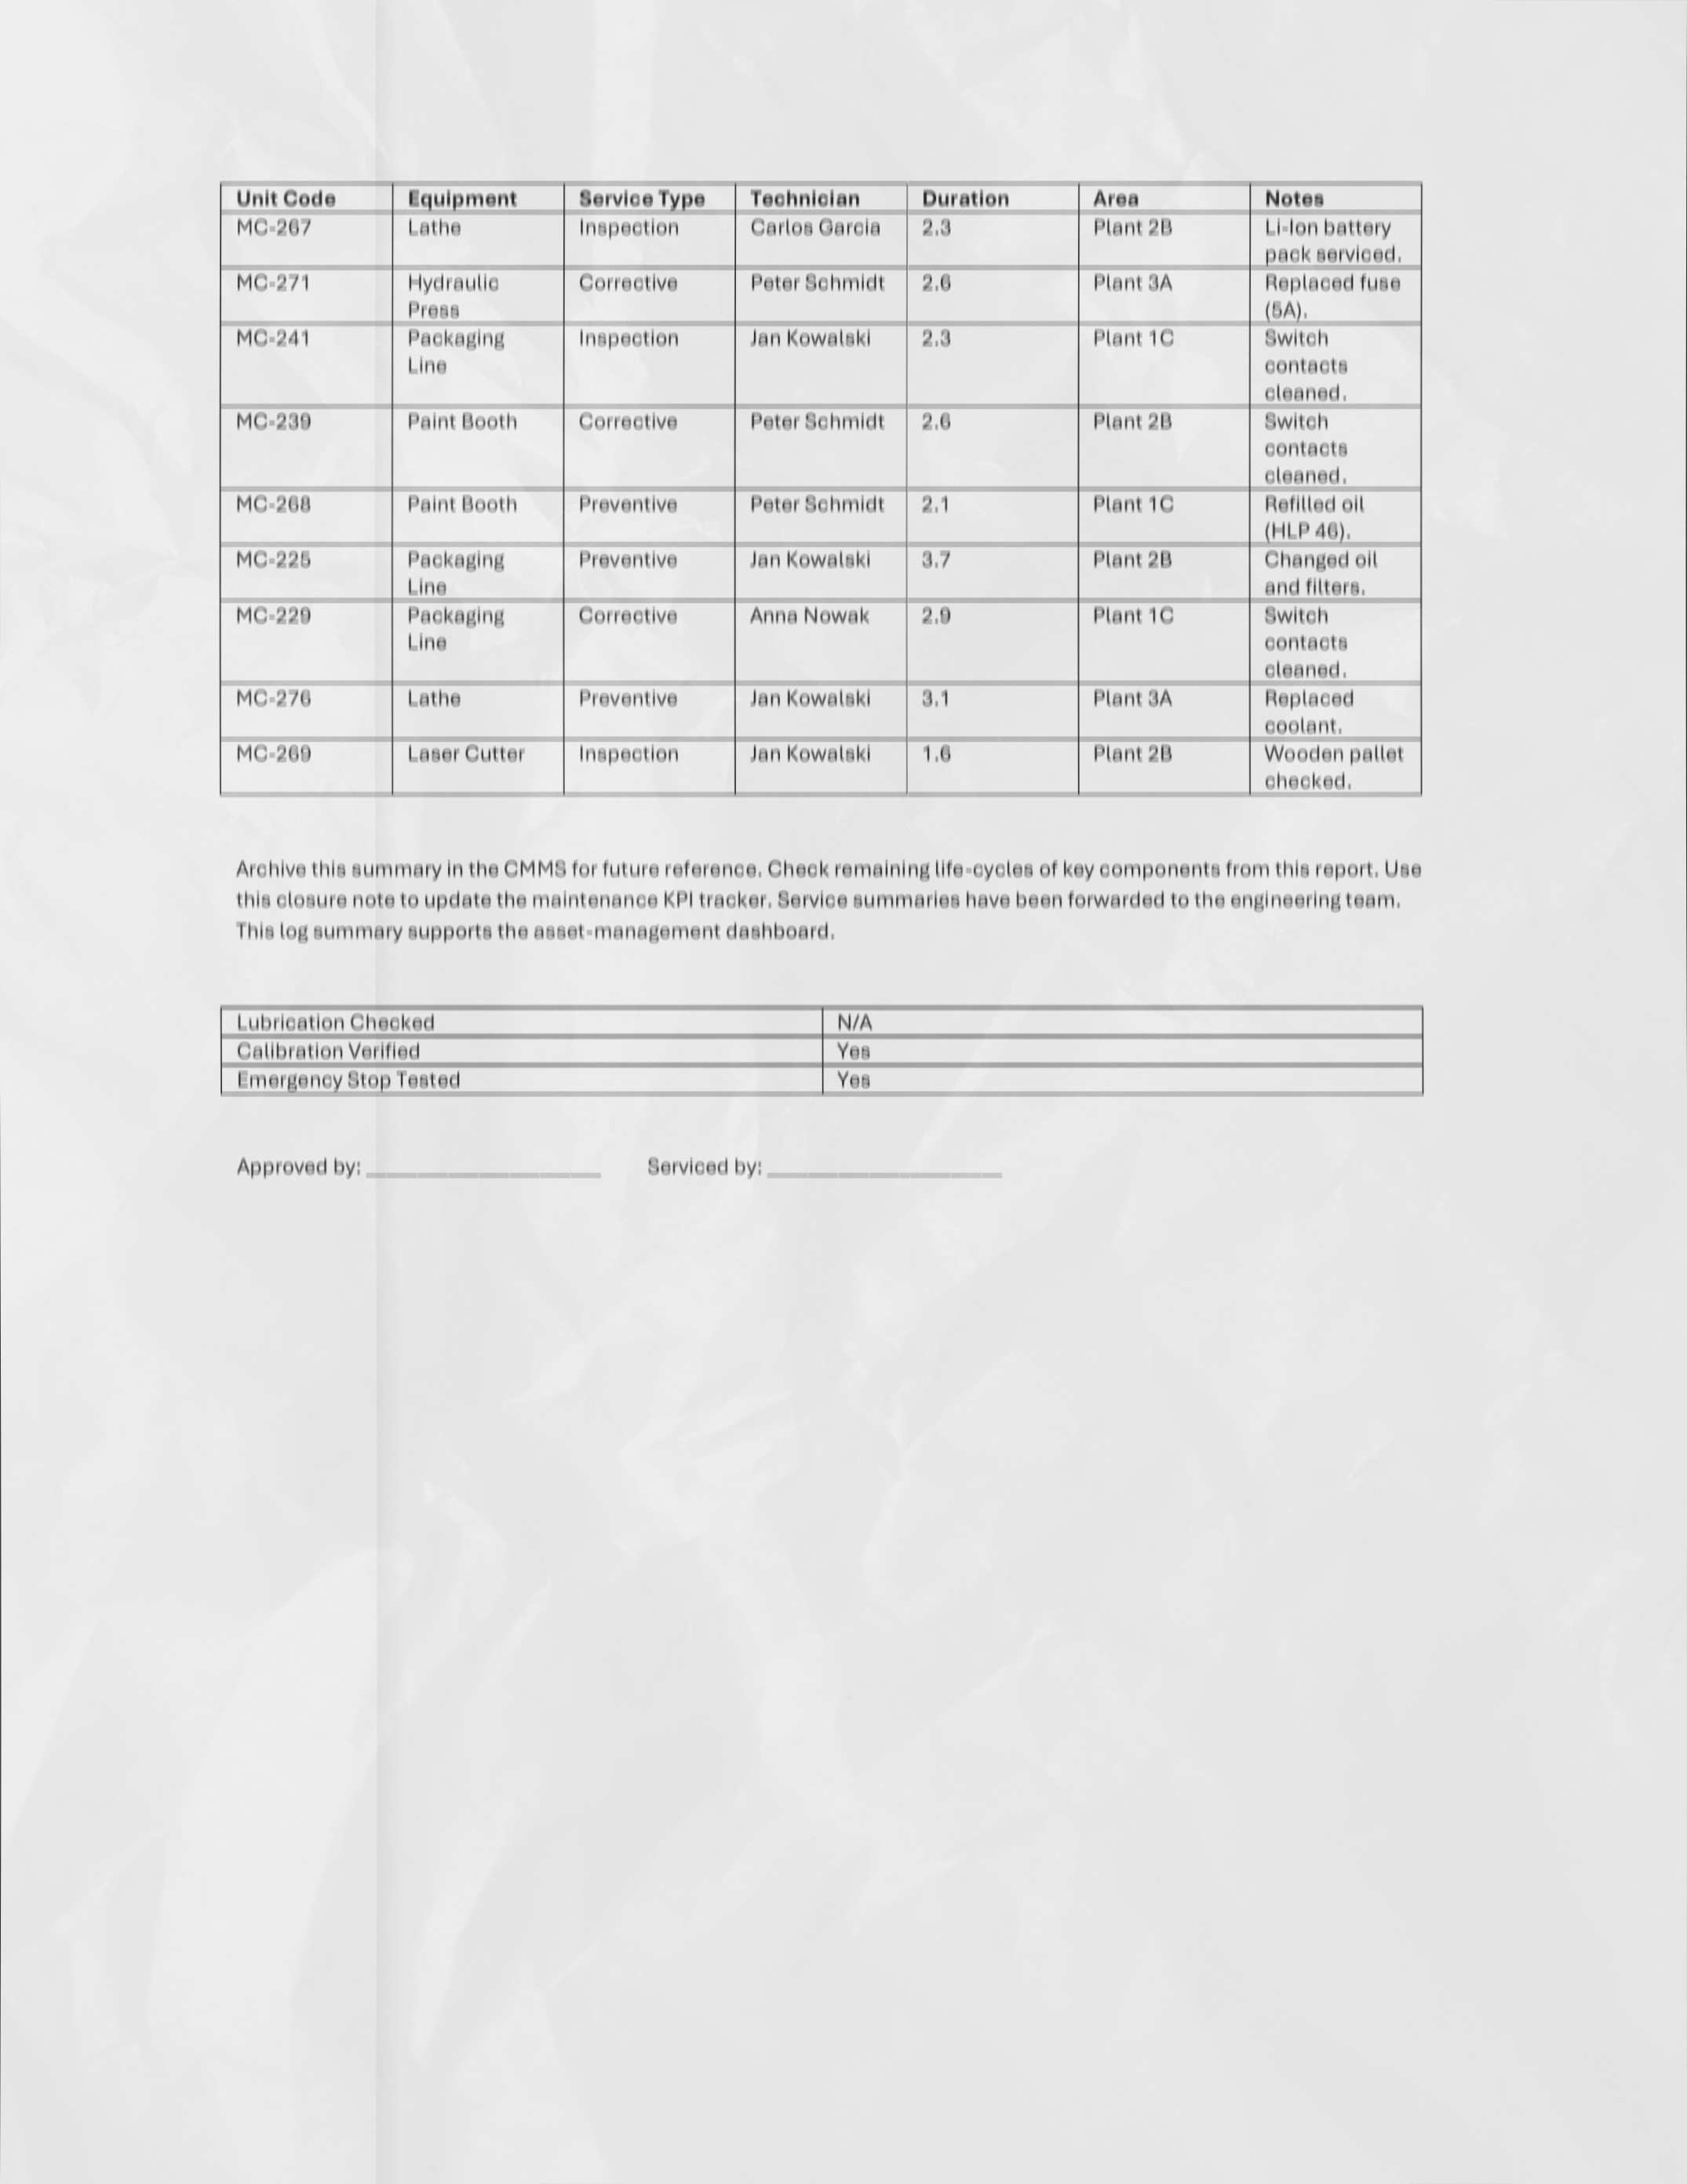 Unit Code Equipment Service Type Technician Duration Area Notes
MC-267 Lathe Inspection Carlos Garcia 2.3 Plant 2B Li-Ion battery
pack serviced.
MC-271 Hydraulic Corrective Peter Schmidt 2.6 Plant 3A Replaced fuse
Press (5A).
MC-241 Packaging Inspection Jan Kowalski 2.3 Plant 1C Switch
Line contacts
cleaned.
MC-239 Paint Booth Corrective Peter Schmidt 2.6 Plant 2B Switch
contacts
cleaned.
MC-268 Paint Booth Preventive Peter Schmidt 2.1 Plant 1C Refilled oil
(HLP 46).
MC-225 Packaging Preventive Jan Kowalski 3.7 Plant 2B Changed oil
Line and filters.
MC-229 Packaging Corrective Anna Nowak 2.9 Plant 1C Switch
Line contacts
cleaned.
MC-276 Lathe Preventive Jan Kowalski 3.1 Plant 3A Replaced
coolant.
MC-269 Laser Cutter Inspection Jan Kowalski 1.6 Plant 2B Wooden pallet
checked.
Archive this summary in the CMMS for future reference. Check remaining life-cycles of key components from this report. Use
this closure note to update the maintenance KPI tracker. Service summaries have been forwarded to the engineering team.
This log summary supports the asset-management dashboard.
Lubrication Checked N/A
Calibration Verified Yes
Emergency Stop Tested Yes
Approved by: ____________________ Serviced by: ____________________